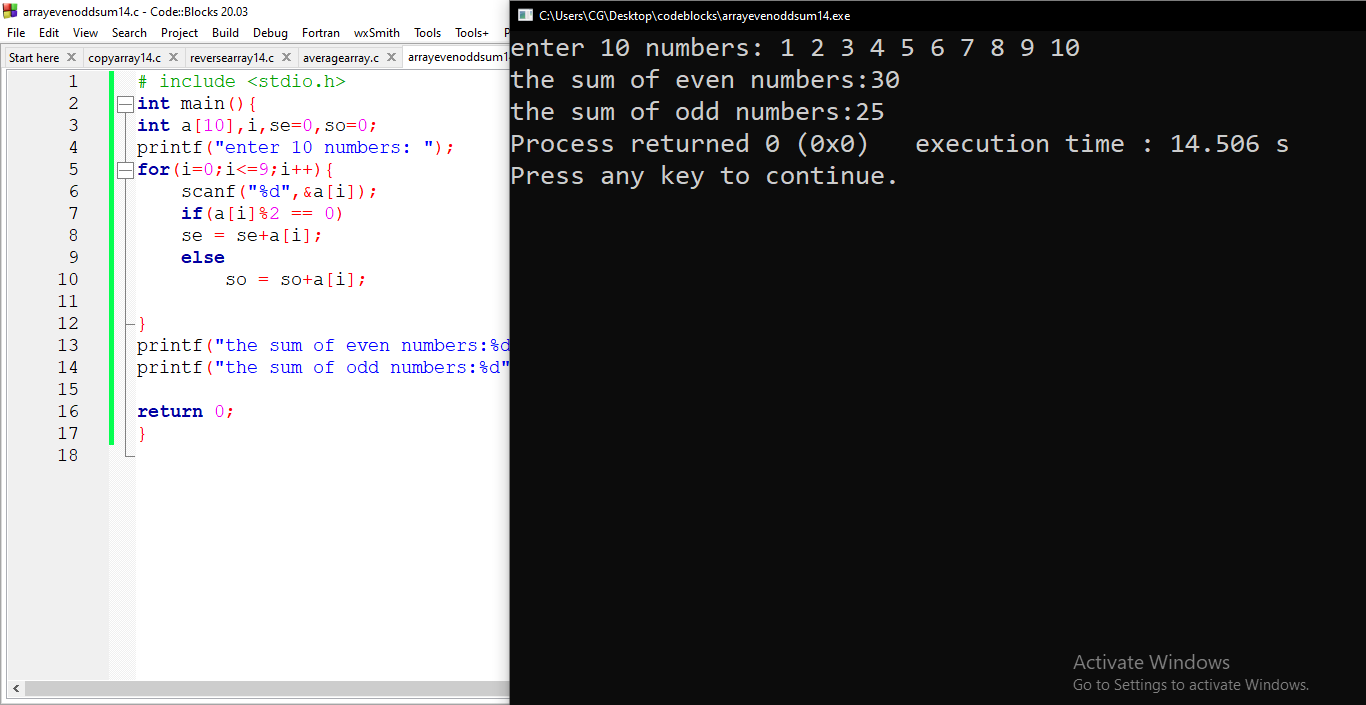 arrayevenoddsum14.c - Code::Blocks 20.03
File Edit View Search Project Build Debug Fortran wxSmith Tools Tools+ P
Start here copyarray14.c reversearray14.c averagearray.c arrayevenoddsum1
1 # include <stdio.h>
2 int main(){
3 int a[10],i,se=0,so=0;
4 printf("enter 10 numbers: ");
5 for(i=0;i<=9;i++){
6 scanf("%d",&a[i]);
7 if(a[i]%2 == 0)
8 se = se+a[i];
9 else
10 so = so+a[i];
11
12 }
13 printf("the sum of even numbers:%d
14 printf("the sum of odd numbers:%d"
15
16 return 0;
17 }
18
C:\Users\CG\Desktop\codeblocks\arrayevenoddsum14.exe
enter 10 numbers: 1 2 3 4 5 6 7 8 9 10
the sum of even numbers:30
the sum of odd numbers:25
Process returned 0 (0x0) execution time : 14.506 s
Press any key to continue.
Activate Windows
Go to Settings to activate Windows.